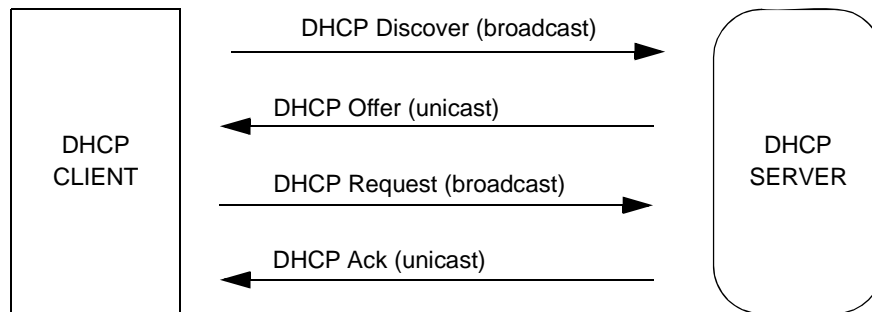 DHCP Discover (broadcast)
DHCP Offer (unicast)
DHCP
CLIENT
DHCP
SERVER
DHCP Request (broadcast)
DHCP Ack (unicast)